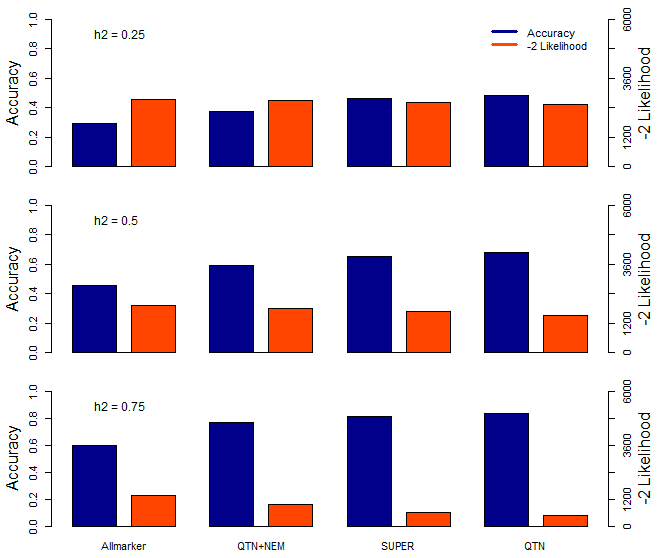 h2 = 0.25
Accuracy
-2 Likelihood
Accuracy
0.0 0.2 0.4 0.6 0.8 1.0
-2 Likelihood
0 1200 3600 6000
h2 = 0.5
Accuracy
0.0 0.2 0.4 0.6 0.8 1.0
-2 Likelihood
0 1200 3600 6000
h2 = 0.75
Accuracy
0.0 0.2 0.4 0.6 0.8 1.0
-2 Likelihood
0 1200 3600 6000
Allmarker QTN+NEM SUPER QTN